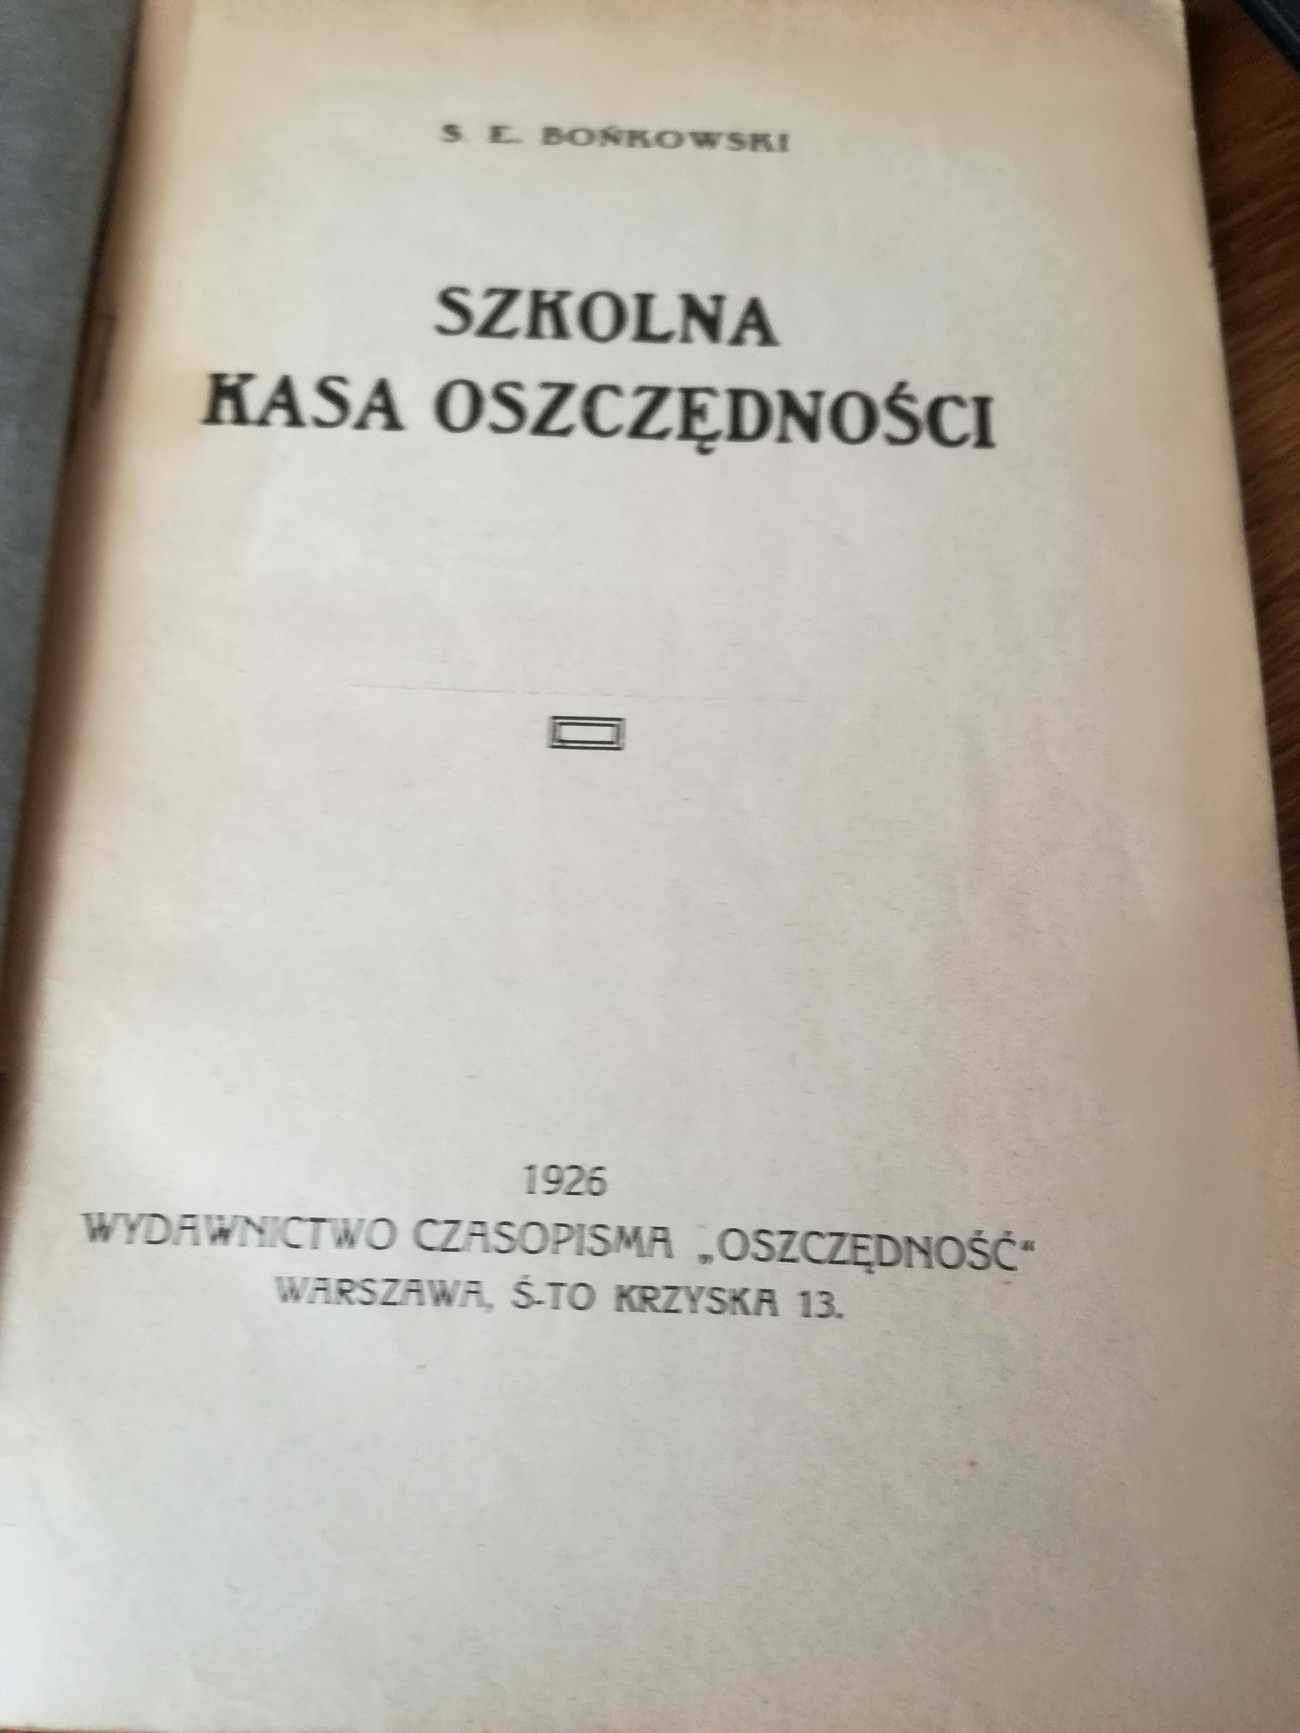 S. E. BOŃKOWSKI
SZKOLNA
KASA OSZCZĘDNOŚCI
1926
WYDAWNICTWO CZASOPISMA „OSZCZĘDNOŚĆ“
WARSZAWA, Ś-TO KRZYSKA 13.